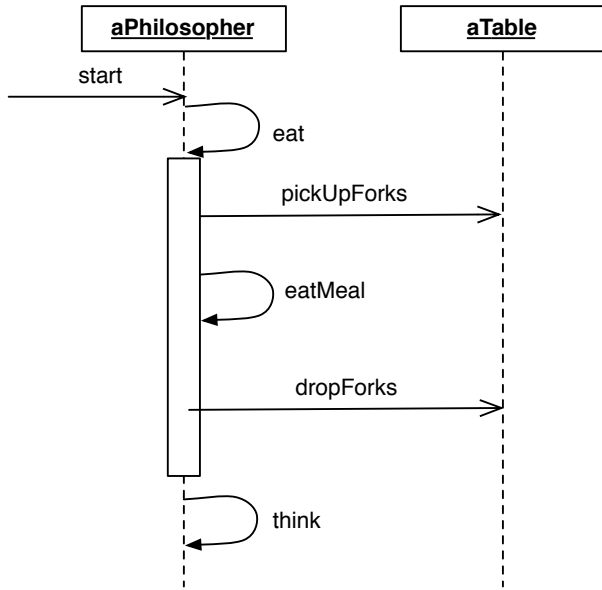 aPhilosopher
aTable
start
eat
pickUpForks
eatMeal
dropForks
think